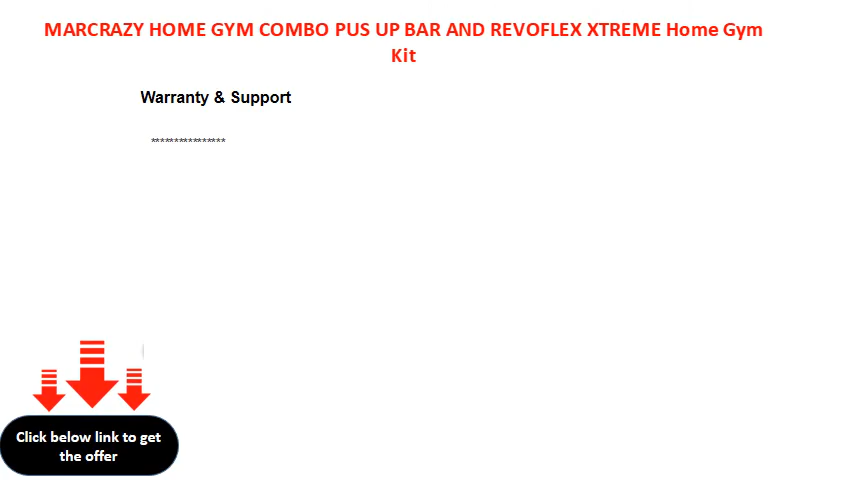 MARCRAZY HOME GYM COMBO PUS UP BAR AND REVOFLEX XTREME Home Gym
Kit
Warranty & Support
****************
Click below link to get
the offer